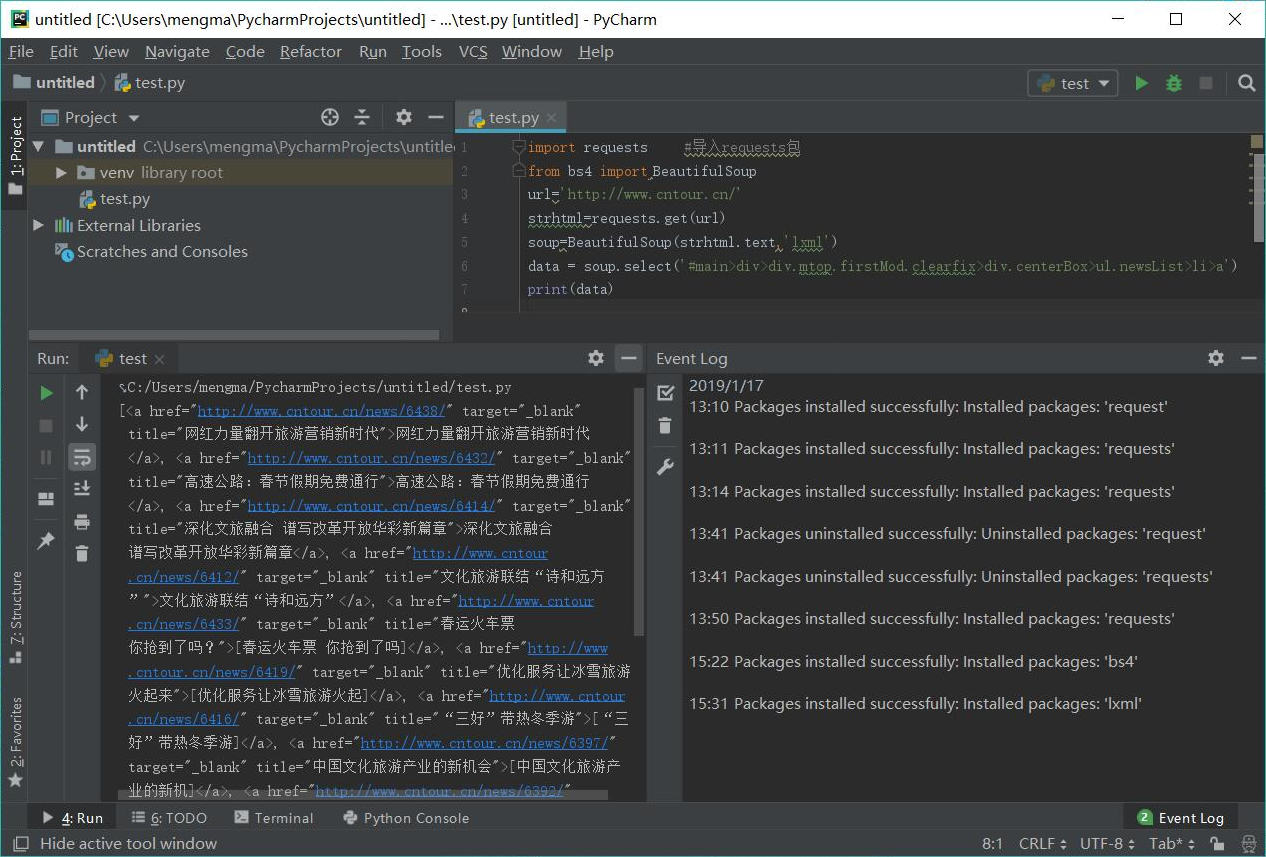 untitled [C:\Users\mengma\PycharmProjects\untitled] - ...\test.py [untitled] - PyCharm
File Edit View Navigate Code Refactor Run Tools VCS Window Help
untitled test.py
test
1: Project
Project
untitled C:\Users\mengma\PycharmProjects\untitled
venv library root
test.py
External Libraries
Scratches and Consoles
test.py
1 import requests #导入requests包
2 from bs4 import BeautifulSoup
3 url='http://www.cntour.cn/'
4 strhtml=requests.get(url)
5 soup=BeautifulSoup(strhtml.text,'lxml')
6 data = soup.select('#main>div>div.mtop.firstMod.clearfix>div.centerBox>ul.newsList>li>a')
7 print(data)
8
Run: test
C:/Users/mengma/PycharmProjects/untitled/test.py
[<a href="http://www.cntour.cn/news/6438/" target="_blank"
title="网红力量翻开旅游营销新时代">网红力量翻开旅游营销新时代
</a>, <a href="http://www.cntour.cn/news/6432/" target="_blank"
title="高速公路：春节假期免费通行">高速公路：春节假期免费通行
</a>, <a href="http://www.cntour.cn/news/6414/" target="_blank"
title="深化文旅融合 谱写改革开放华彩新篇章">深化文旅融合
谱写改革开放华彩新篇章</a>, <a href="http://www.cntour
.cn/news/6412/" target="_blank" title="文化旅游联结“诗和远方
”">文化旅游联结“诗和远方”</a>, <a href="http://www.cntour
.cn/news/6433/" target="_blank" title="春运火车票
你抢到了吗？">[春运火车票 你抢到了吗]</a>, <a href="http://www
.cntour.cn/news/6419/" target="_blank" title="优化服务让冰雪旅游
火起来">[优化服务让冰雪旅游火起]</a>, <a href="http://www.cntour
.cn/news/6416/" target="_blank" title="“三好”带热冬季游">[“三
好”带热冬季游]</a>, <a href="http://www.cntour.cn/news/6397/"
target="_blank" title="中国文化旅游产业的新机会">[中国文化旅游产
业的新机]</a>, <a href="http://www.cntour.cn/news/6392/"
Event Log
2019/1/17
13:10 Packages installed successfully: Installed packages: 'request'
13:11 Packages installed successfully: Installed packages: 'requests'
13:14 Packages installed successfully: Installed packages: 'requests'
13:41 Packages uninstalled successfully: Uninstalled packages: 'request'
13:41 Packages uninstalled successfully: Uninstalled packages: 'requests'
13:50 Packages installed successfully: Installed packages: 'requests'
15:22 Packages installed successfully: Installed packages: 'bs4'
15:31 Packages installed successfully: Installed packages: 'lxml'
7: Structure
2: Favorites
4: Run 6: TODO Terminal Python Console 2 Event Log
Hide active tool window 8:1 CRLF UTF-8 Tab*